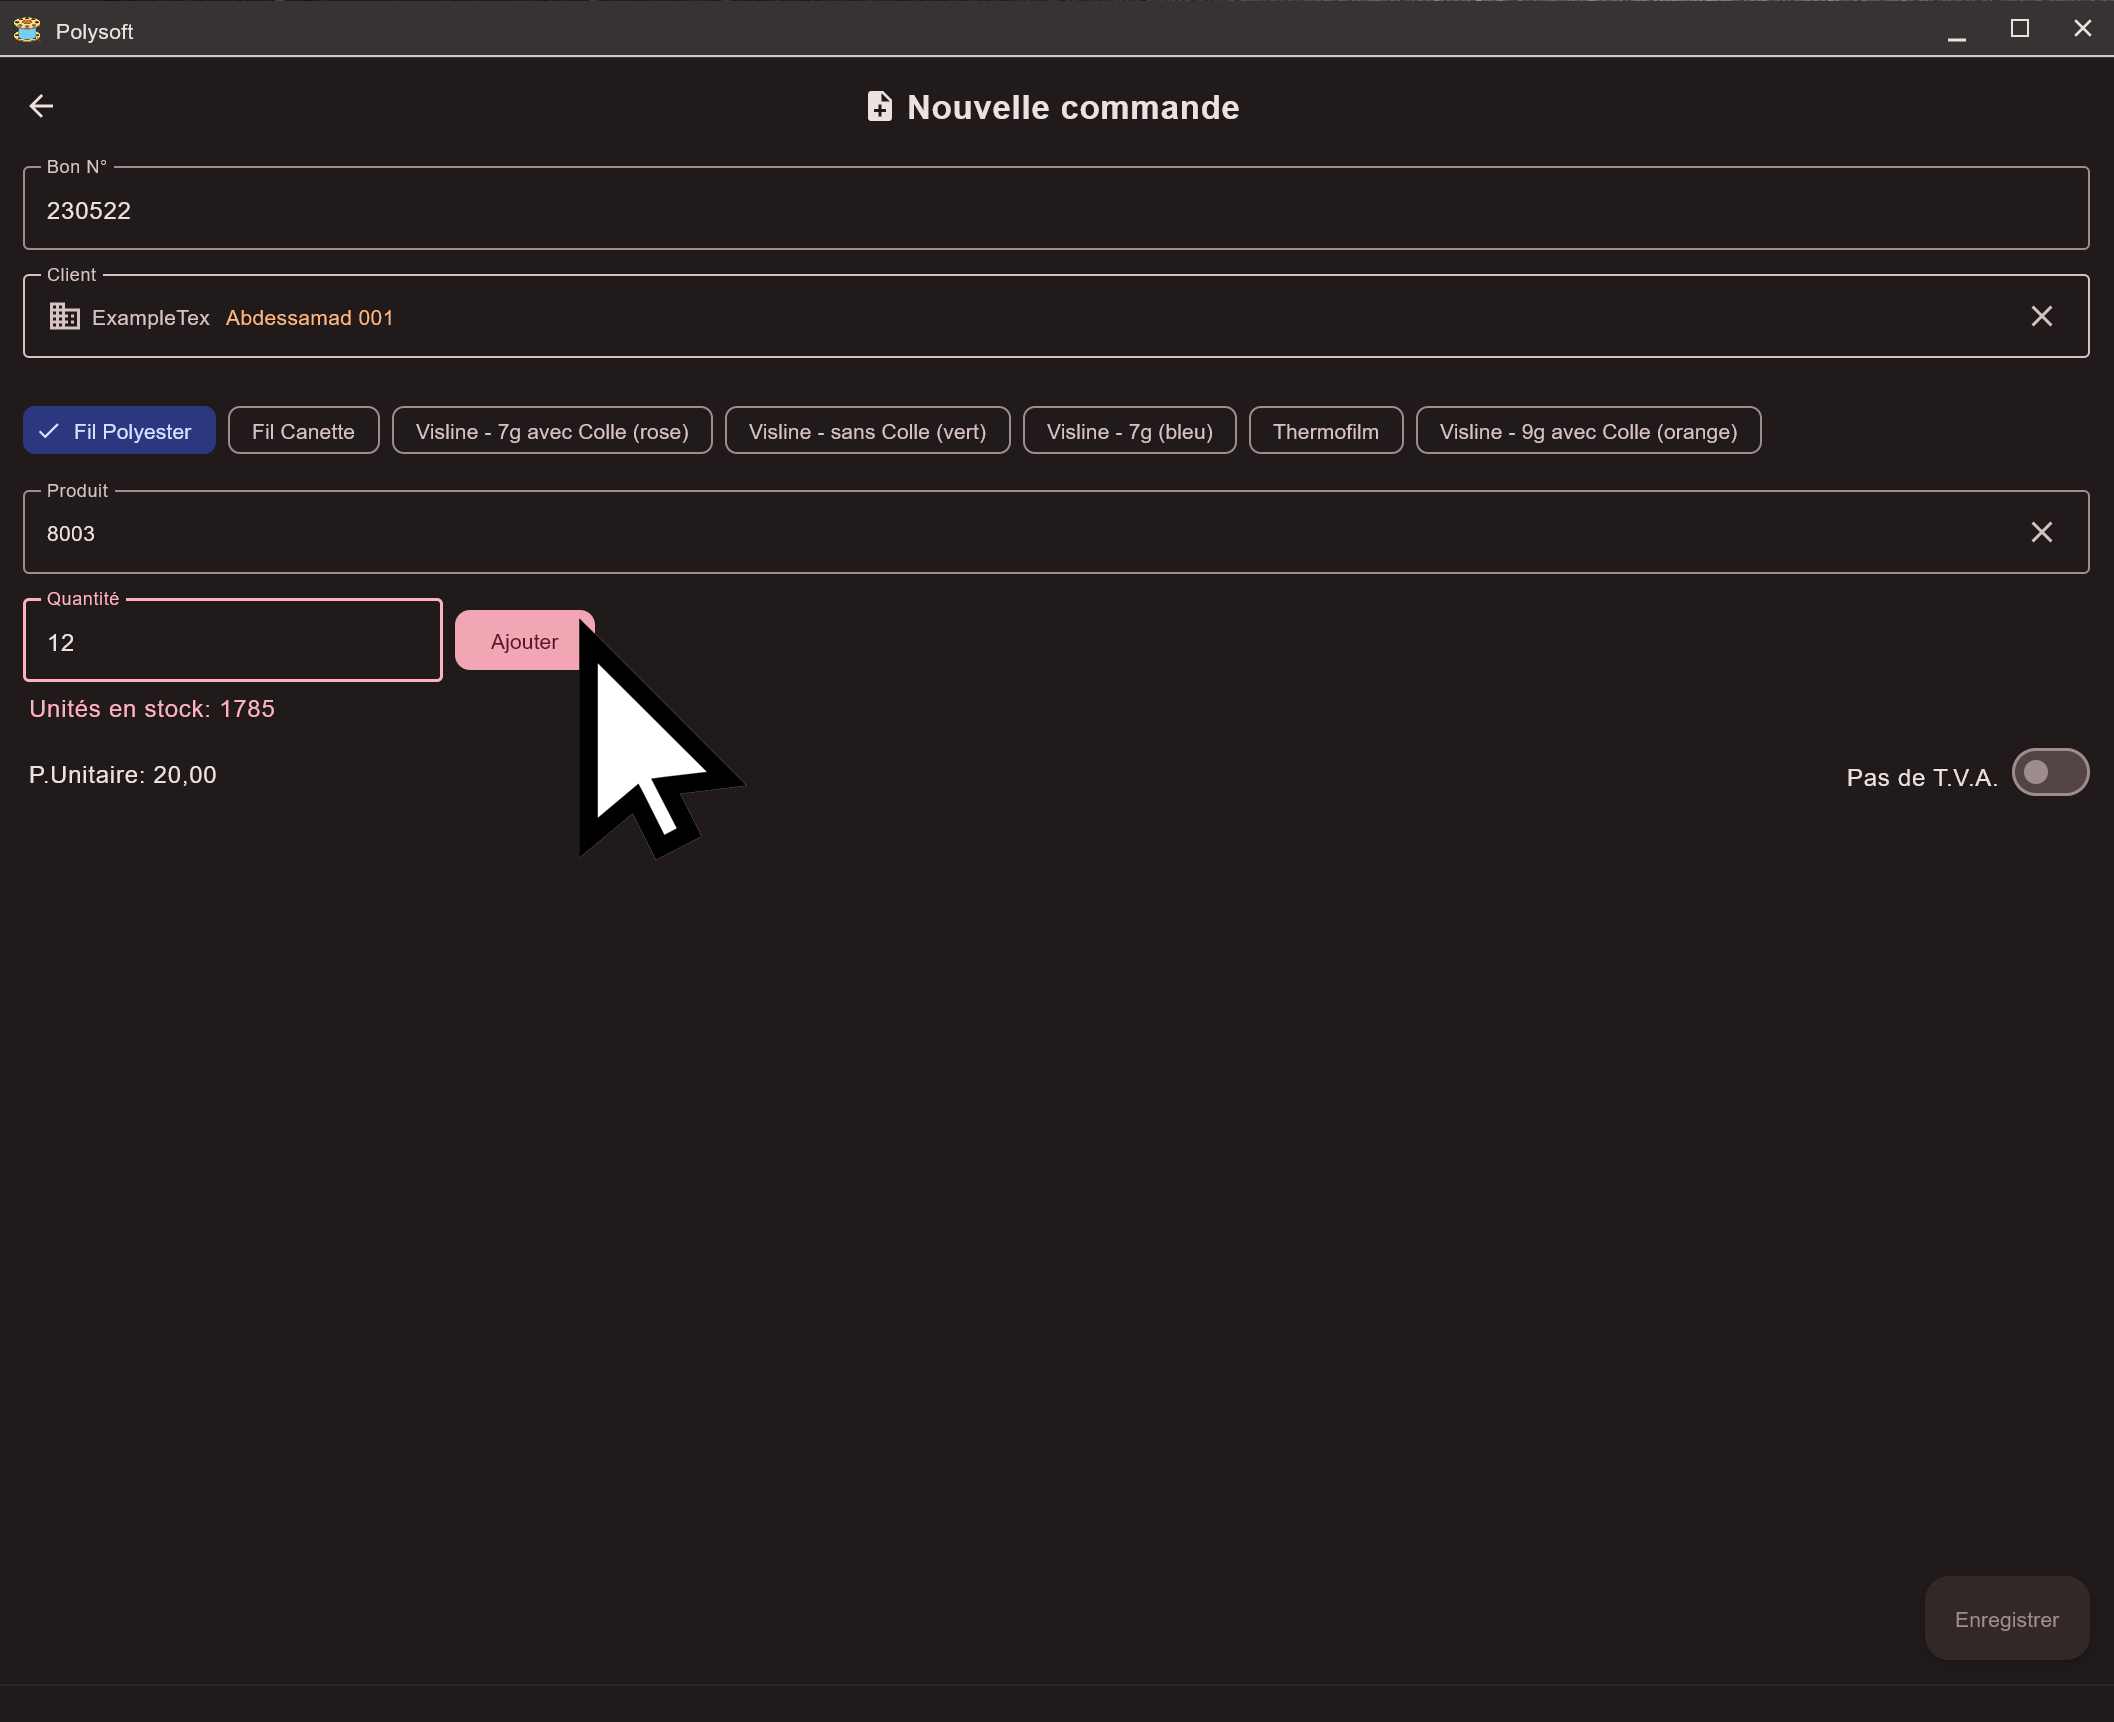 Polysoft
Nouvelle commande
Bon N°
230522
Client
ExampleTex Abdessamad 001
Fil Polyester Fil Canette Visline - 7g avec Colle (rose) Visline - sans Colle (vert) Visline - 7g (bleu) Thermofilm Visline - 9g avec Colle (orange)
Produit
8003
Quantité
12 Ajouter
Unités en stock: 1785
P.Unitaire: 20,00 Pas de T.V.A.
Enregistrer